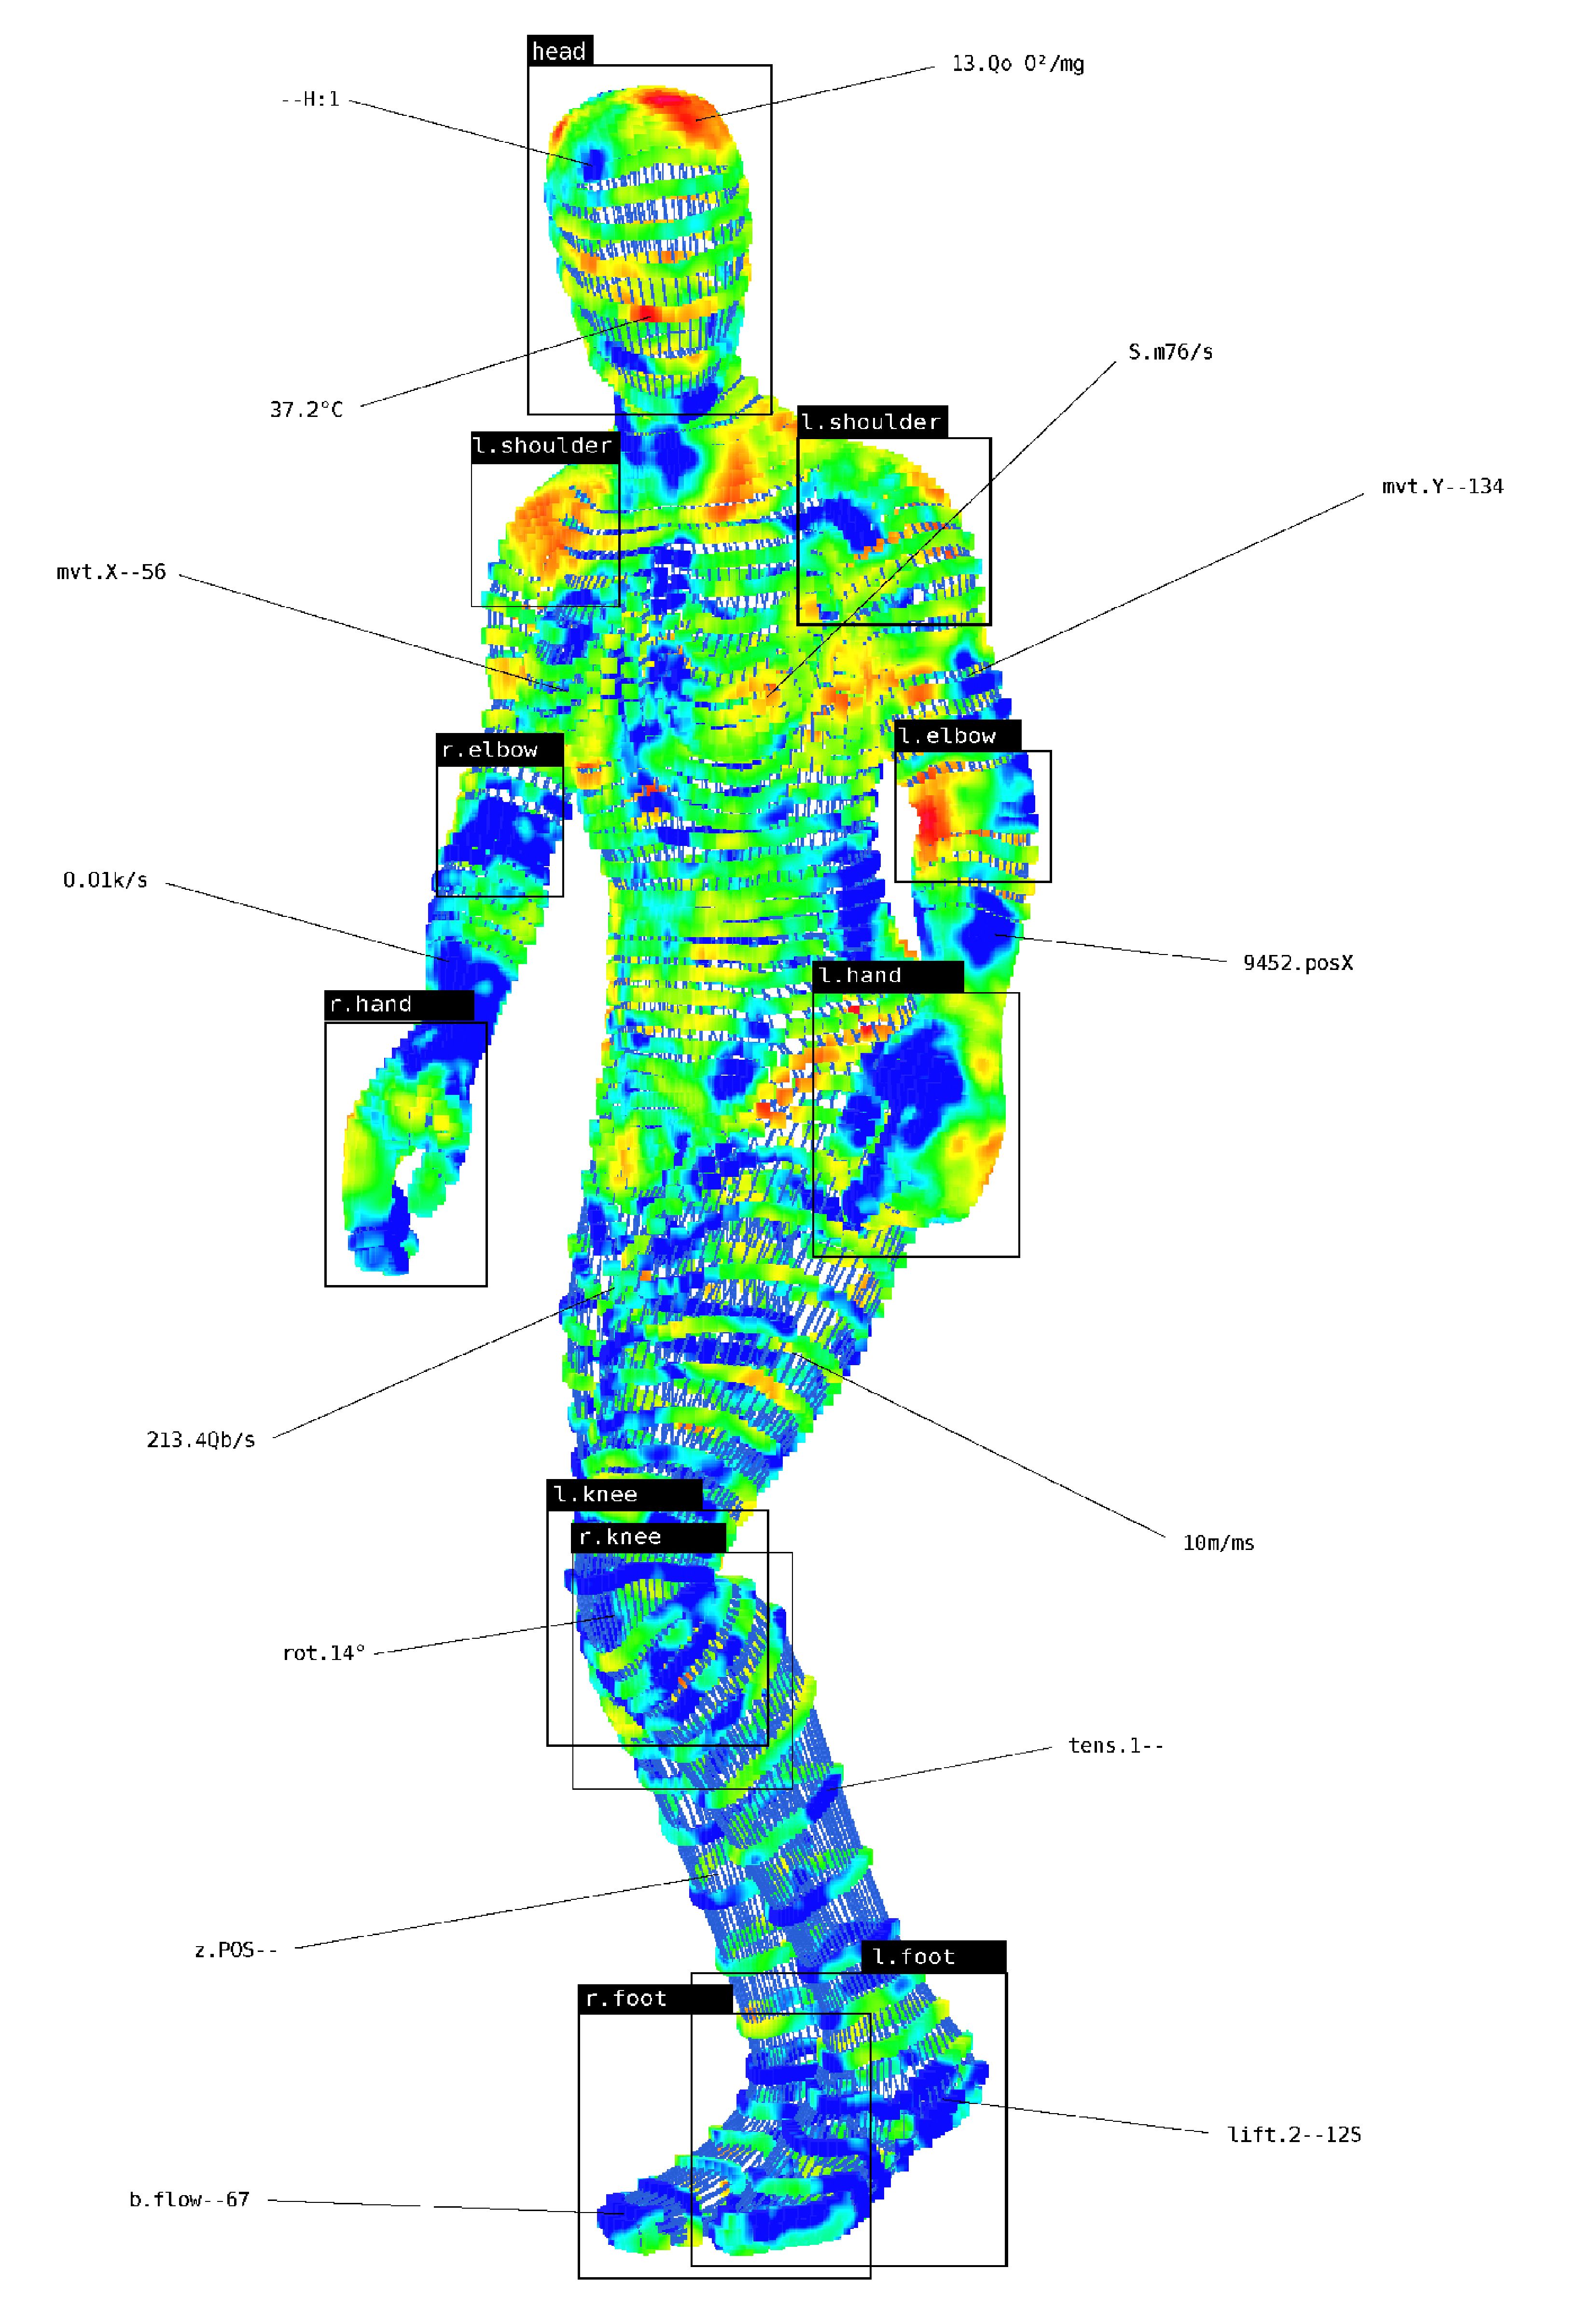 head
13.Qo O²/mg
--H:1
S.m76/s
37.2°C
l.shoulder
l.shoulder
mvt.Y--134
mvt.X--56
l.elbow
r.elbow
0.01k/s
9452.posX
l.hand
r.hand
213.4Qb/s
l.knee
r.knee
10m/ms
rot.14°
tens.1--
z.POS--
l.foot
r.foot
lift.2--12S
b.flow--67